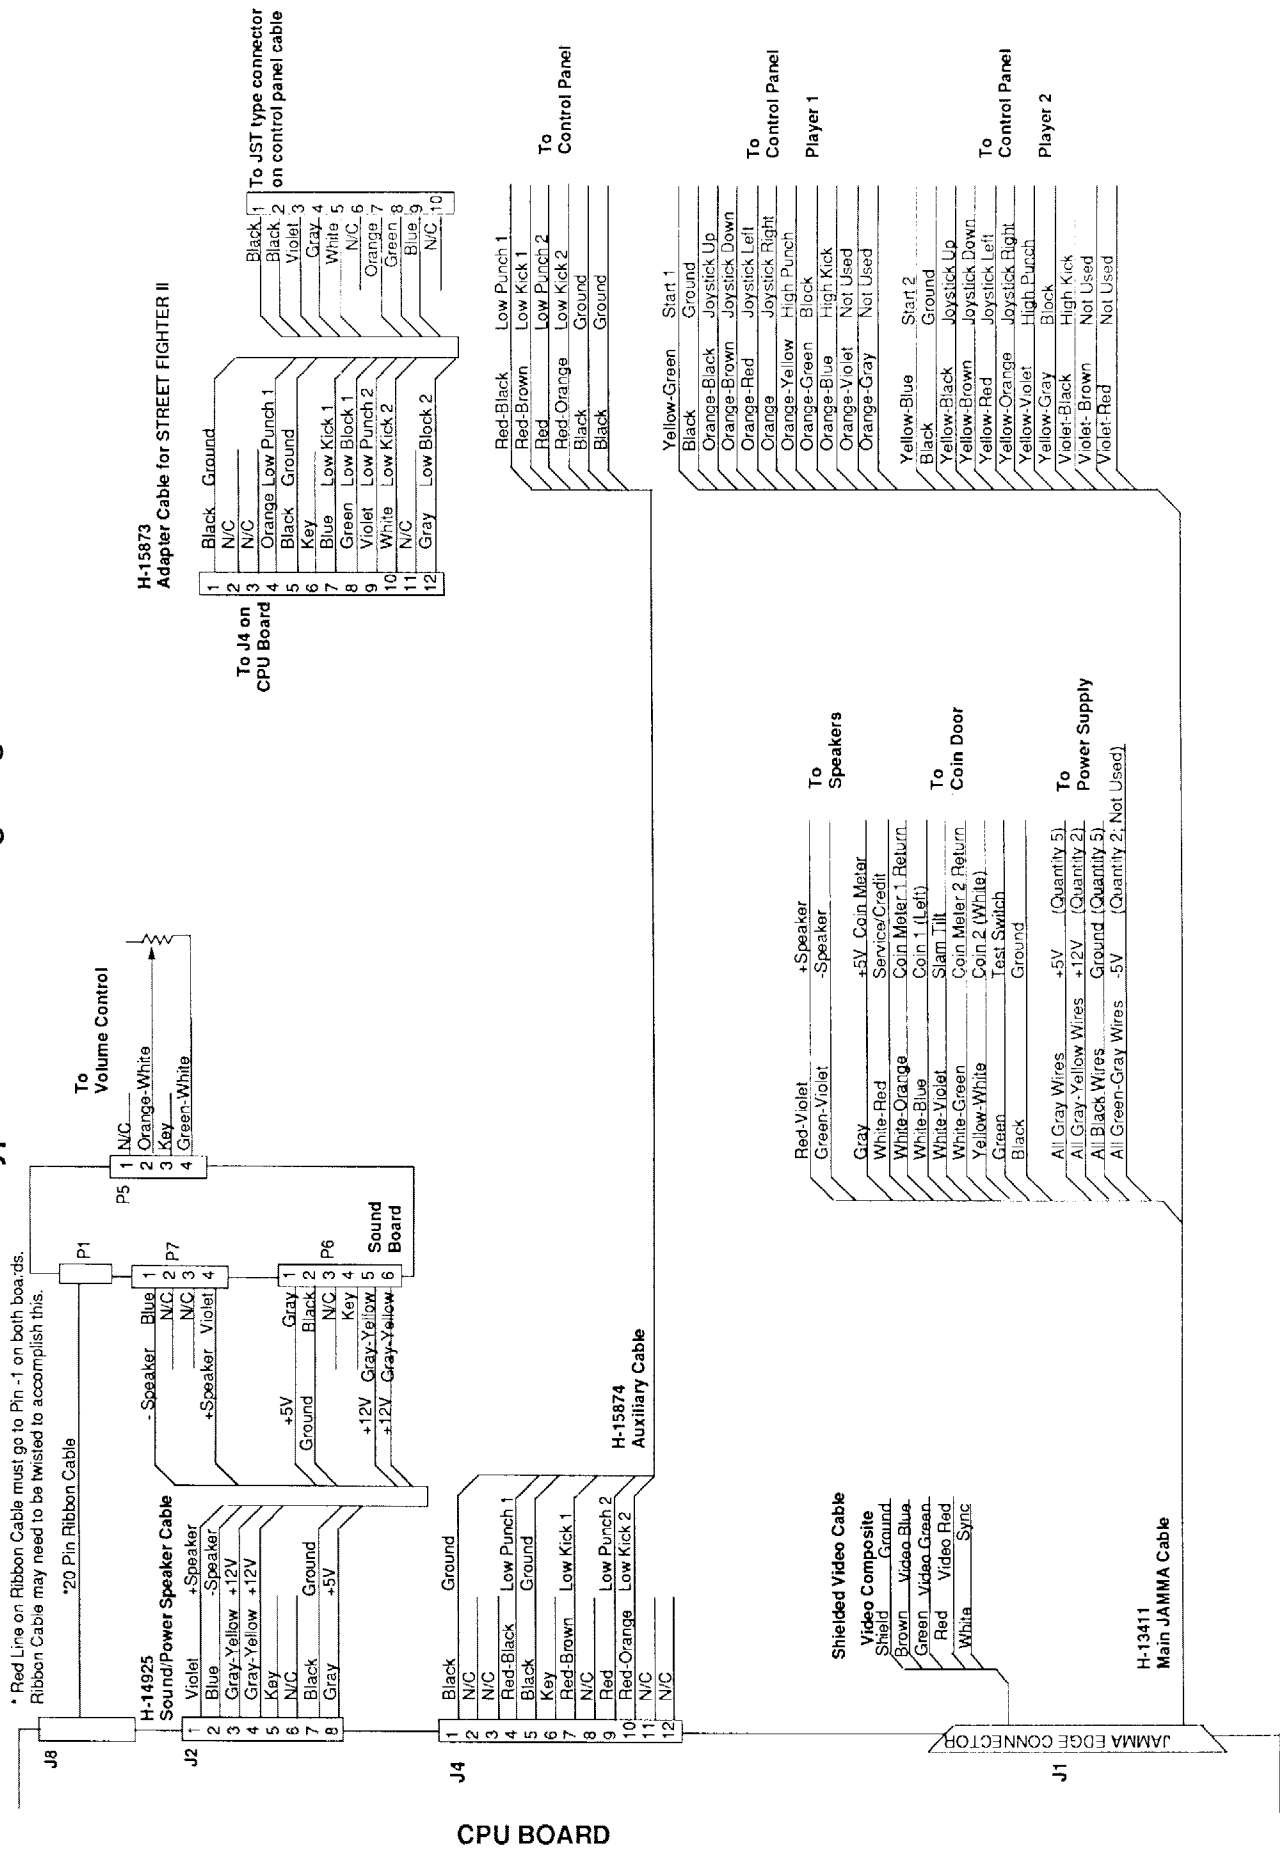 * Red Line on Ribbon Cable must go to Pin -1 on both boards.
Ribbon Cable may need to be twisted to accomplish this.
J8
*20 Pin Ribbon Cable
P1
H-14925
Sound/Power Speaker Cable
J2
1 Violet +Speaker
2 Blue -Speaker
3 Gray-Yellow +12V
4 Gray-Yellow +12V
5 Key
6 N/C
7 Black Ground
8 Gray +5V
- Speaker Blue 1
N/C 2
N/C 3
+Speaker Violet 4
P7
+5V Gray 1
Ground Black 2
N/C 3
Key 4
+12V Gray-Yellow 5
+12V Gray-Yellow 6
P6
Sound
Board
P5
1 N/C
2 Orange-White
3 Key
4 Green-White
To
Volume Control
H-15873
Adapter Cable for STREET FIGHTER II
To J4 on
CPU Board
1 Black Ground
2 N/C
3 N/C
4 Orange Low Punch 1
5 Black Ground
6 Key
7 Blue Low Kick 1
8 Green Low Block 1
9 Violet Low Punch 2
10 White Low Kick 2
11 N/C
12 Gray Low Block 2
Black 1
Black 2
Violet 3
Gray 4
White 5
N/C 6
Orange 7
Green 8
Blue 9
N/C 10
To JST type connector
on control panel cable
J4
1 Black Ground
2 N/C
3 N/C
4 Red-Black Low Punch 1
5 Black Ground
6 Key
7 Red-Brown Low Kick 1
8 N/C
9 Red Low Punch 2
10 Red-Orange Low Kick 2
11 N/C
12 N/C
H-15874
Auxiliary Cable
Red-Black Low Punch 1
Red-Brown Low Kick 1
Red Low Punch 2
Red-Orange Low Kick 2
Black Ground
Black Ground
To
Control Panel
Yellow-Green Start 1
Black Ground
Orange-Black Joystick Up
Orange-Brown Joystick Down
Orange-Red Joystick Left
Orange Joystick Right
Orange-Yellow High Punch
Orange-Green Block
Orange-Blue High Kick
Orange-Violet Not Used
Orange-Gray Not Used
To
Control Panel
Player 1
Yellow-Blue Start 2
Black Ground
Yellow-Black Joystick Up
Yellow-Brown Joystick Down
Yellow-Red Joystick Left
Yellow-Orange Joystick Right
Yellow-Violet High Punch
Yellow-Gray Block
Violet-Black High Kick
Violet- Brown Not Used
Violet-Red Not Used
To
Control Panel
Player 2
Red-Violet +Speaker
Green-Violet -Speaker
To
Speakers
Gray +5V Coin Meter
White-Red Service/Credit
White-Orange Coin Meter 1 Return
White-Blue Coin 1 (Left)
White-Violet Slam Tilt
White-Green Coin Meter 2 Return
Yellow-White Coin 2 (White)
Green Test Switch
Black Ground
To
Coin Door
All Gray Wires +5V (Quantity 5)
All Gray-Yellow Wires +12V (Quantity 2)
All Black Wires Ground (Quantity 5)
All Green-Gray Wires -5V (Quantity 2; Not Used)
To
Power Supply
Shielded Video Cable
Video Composite
Shield Ground
Brown Video Blue
Green Video Green
Red Video Red
White Sync
H-13411
Main JAMMA Cable
JAMMA EDGE CONNECTOR
J1
CPU BOARD